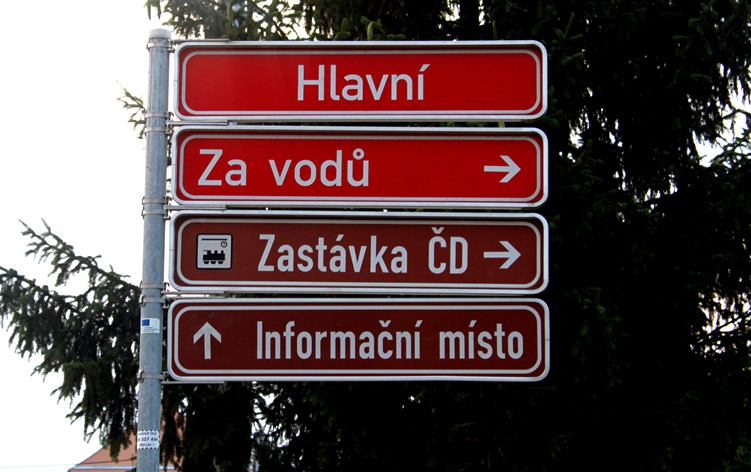 Hlavní
Za vodů
Zastávka ČD
Informační místo